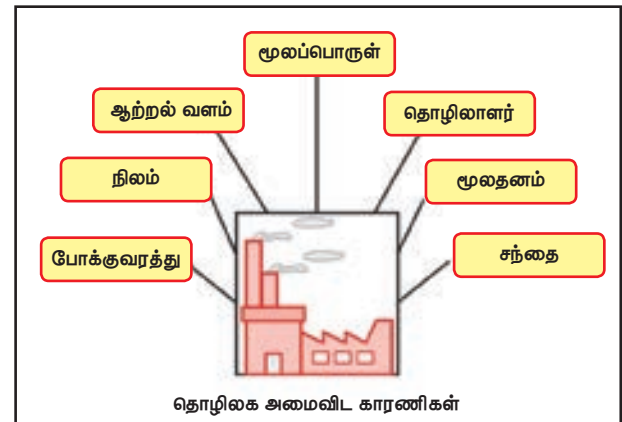 மூலப்பொருள்
ஆற்றல் வளம்
தொழிலாளர்
நிலம்
மூலதனம்
போக்குவரத்து
சந்தை
தொழிலக அமைவிட காரணிகள்